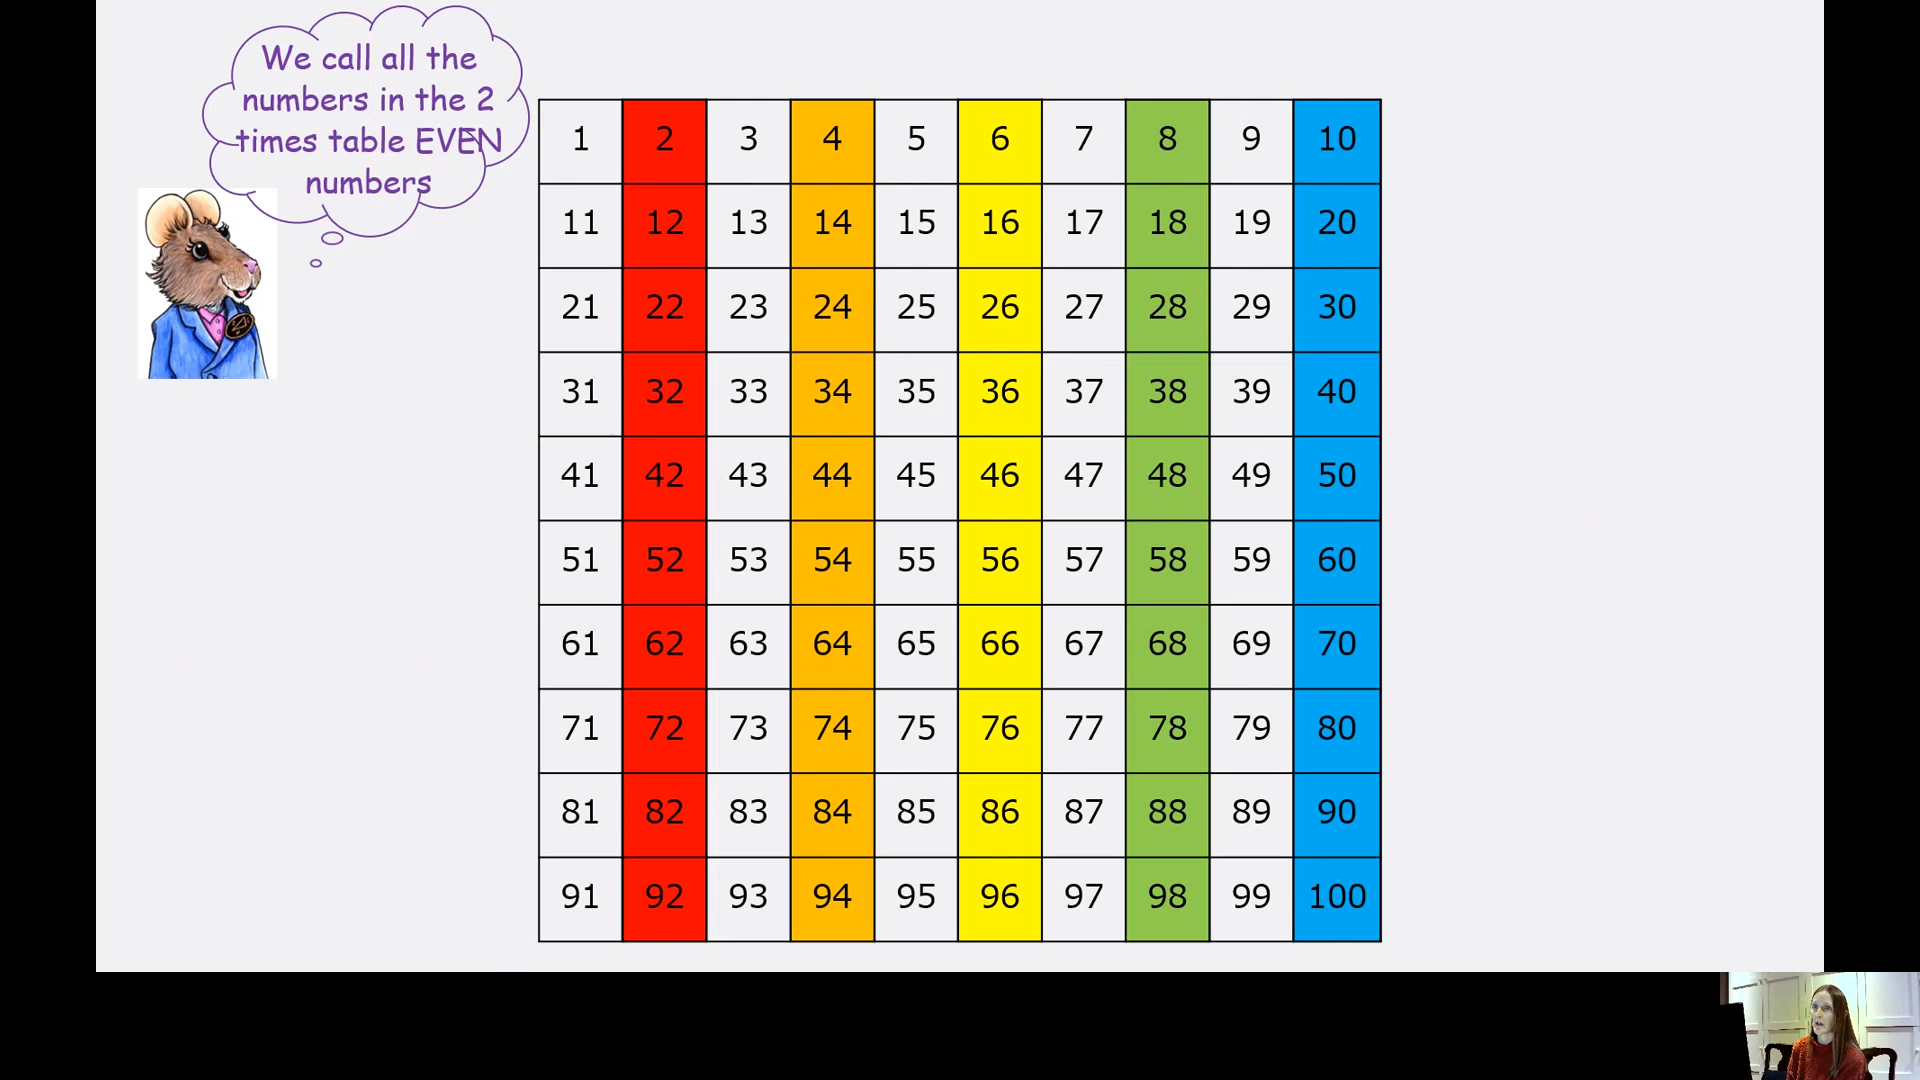 We call all the
numbers in the 2
times table EVEN
numbers
1 2 3 4 5 6 7 8 9 10
11 12 13 14 15 16 17 18 19 20
21 22 23 24 25 26 27 28 29 30
31 32 33 34 35 36 37 38 39 40
41 42 43 44 45 46 47 48 49 50
51 52 53 54 55 56 57 58 59 60
61 62 63 64 65 66 67 68 69 70
71 72 73 74 75 76 77 78 79 80
81 82 83 84 85 86 87 88 89 90
91 92 93 94 95 96 97 98 99 100